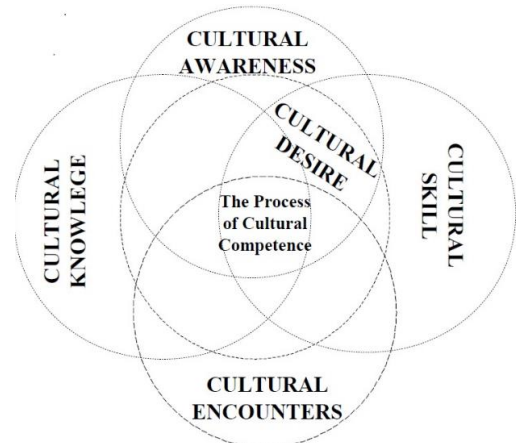 CULTURAL
AWARENESS
CULTURAL
DESIRE
CULTURAL
KNOWLEGE
CULTURAL
SKILL
The Process
of Cultural
Competence
CULTURAL
ENCOUNTERS